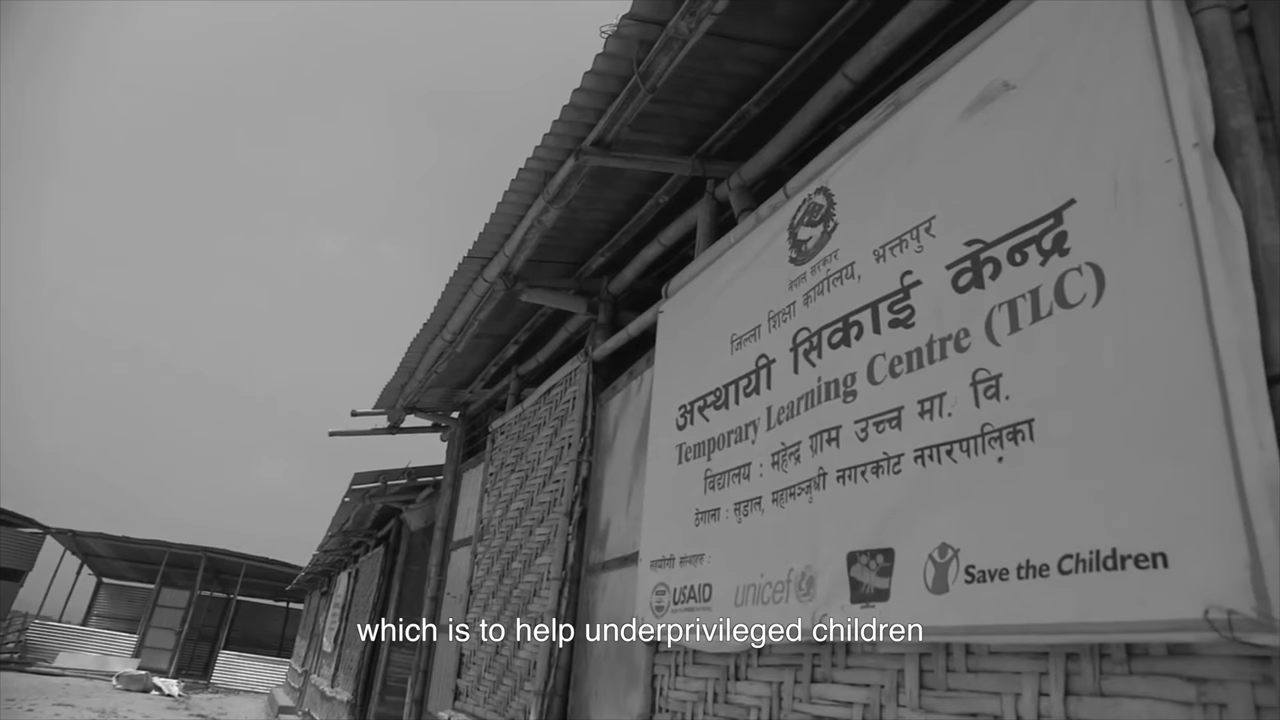 नेपाल सरकार
जिल्ला शिक्षा कार्यालय, भक्तपुर
अस्थायी सिकाई केन्द्र
Temporary Learning Centre (TLC)
विद्यालय : महेन्द्र ग्राम उच्च मा. वि.
ठेगाना : सुडाल, महामञ्जुश्री नगरकोट नगरपालिका
सहयोगी संस्थाहरु :
USAID unicef Save the Children
which is to help underprivileged children